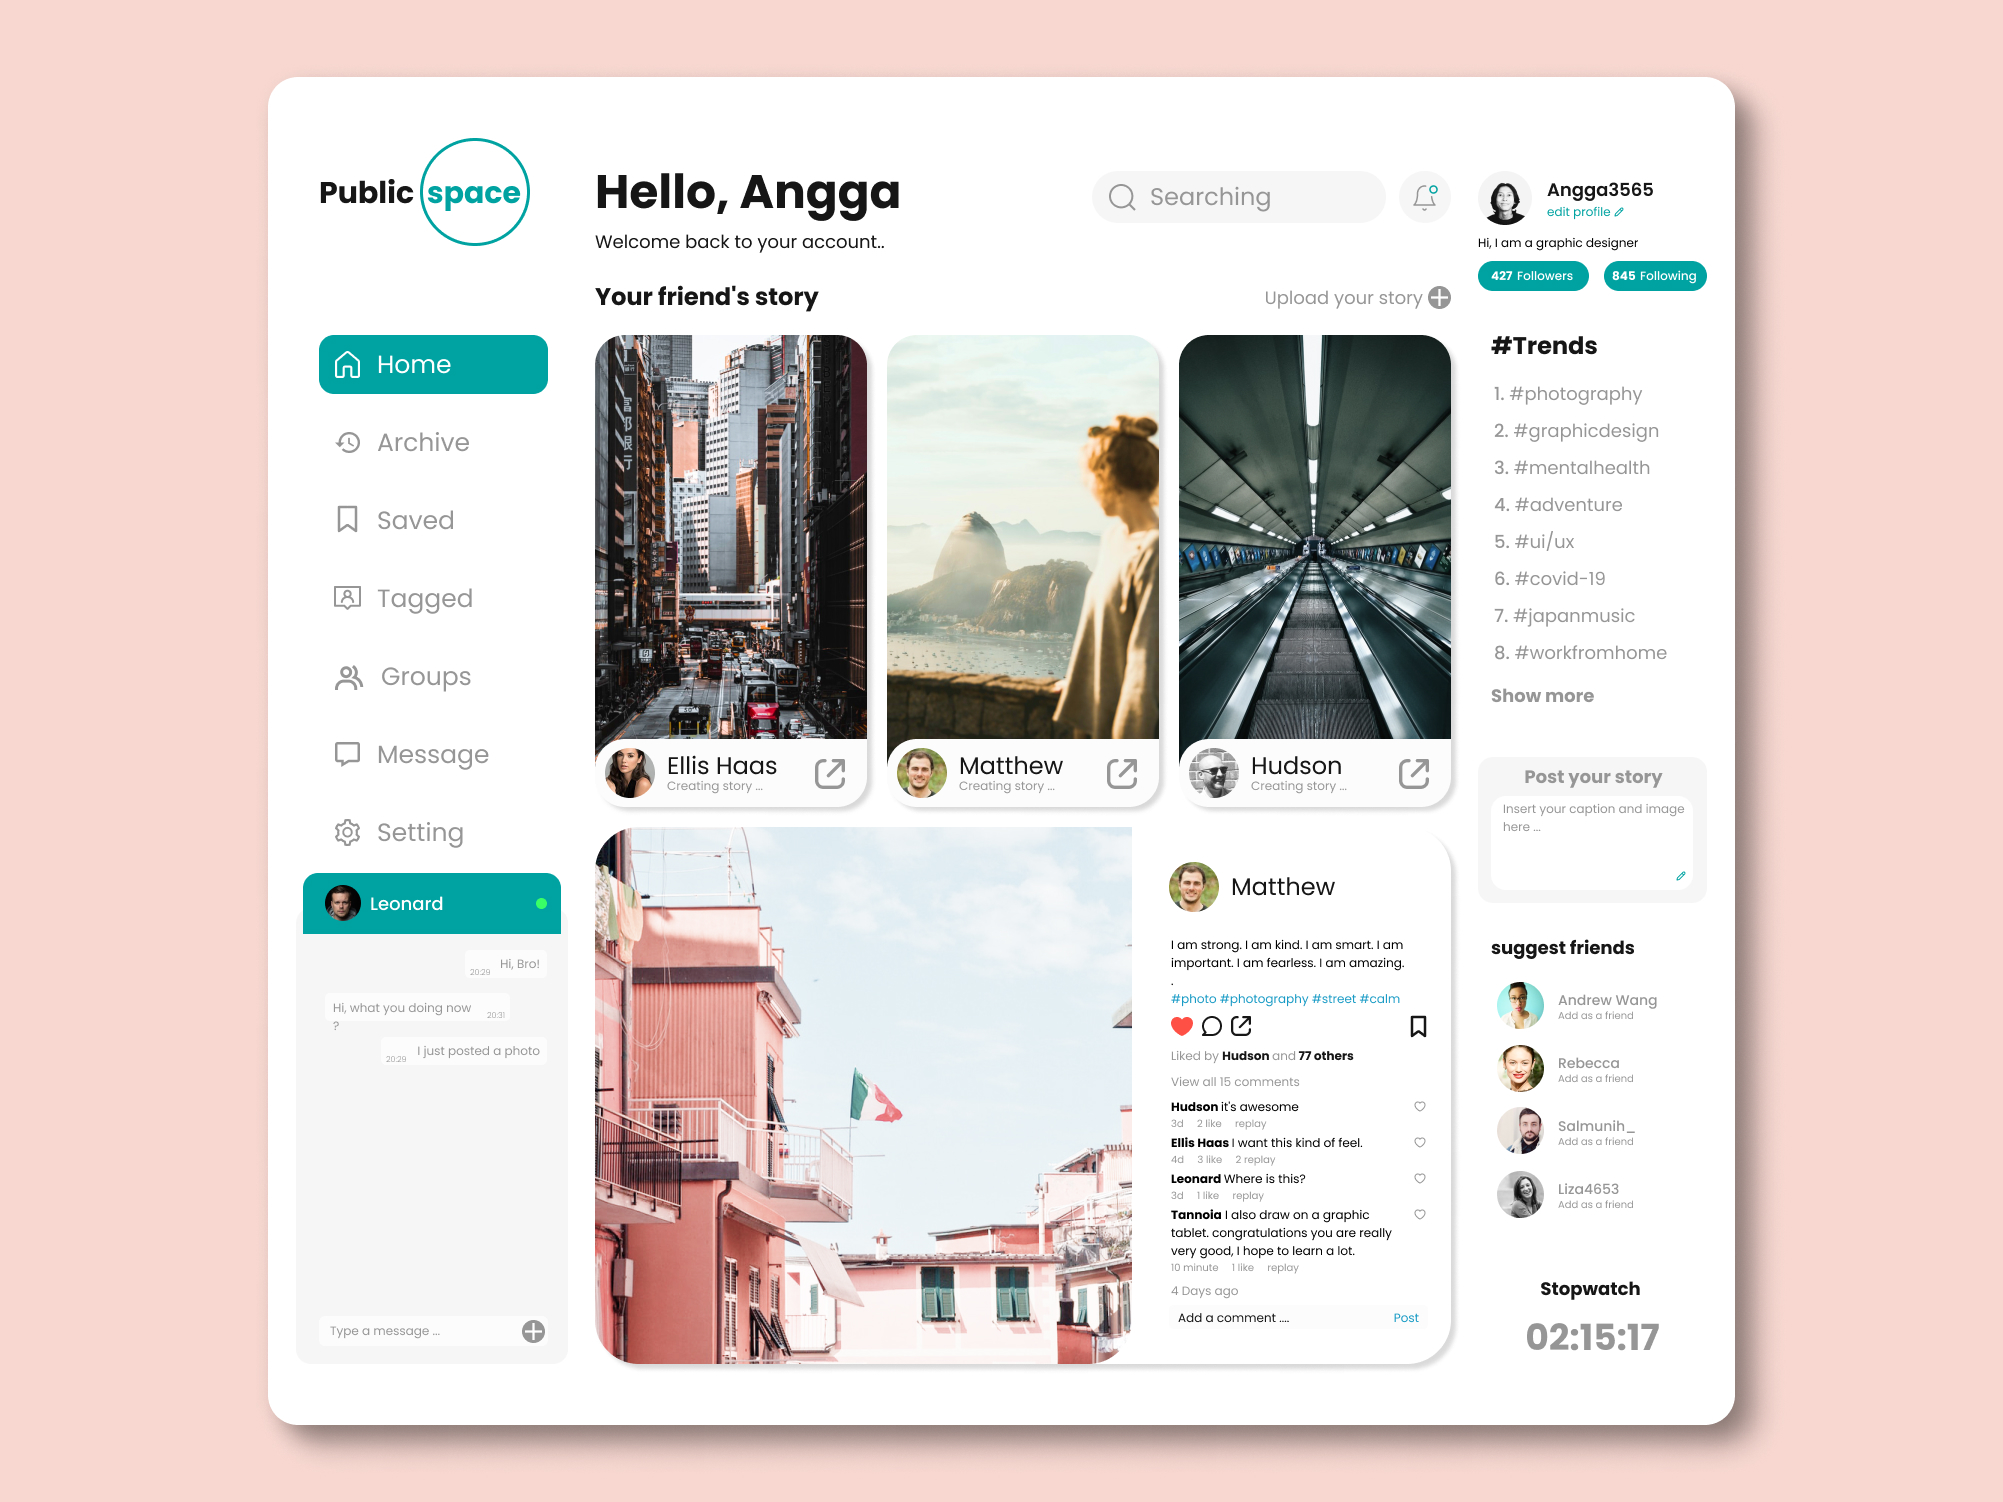 Public space
Hello, Angga
Welcome back to your account..
Searching
Angga3565
edit profile
Hi, I am a graphic designer
427 Followers
845 Following
Your friend's story
Upload your story
Home
Archive
Saved
Tagged
Groups
Message
Setting
富
邦
銀
行
Ellis Haas
Creating story ...
Matthew
Creating story ...
Hudson
Creating story ...
#Trends
1. #photography
2. #graphicdesign
3. #mentalhealth
4. #adventure
5. #ui/ux
6. #covid-19
7. #japanmusic
8. #workfromhome
Show more
Post your story
Insert your caption and image
here ...
Leonard
Hi, Bro!
20:29
Hi, what you doing now
?
20:31
I just posted a photo
20:29
Type a message ...
Matthew
I am strong. I am kind. I am smart. I am
important. I am fearless. I am amazing.
.
#photo #photography #street #calm
Liked by Hudson and 77 others
View all 15 comments
Hudson it's awesome
3d 2 like replay
Ellis Haas I want this kind of feel.
4d 3 like 2 replay
Leonard Where is this?
3d 1 like replay
Tannoia I also draw on a graphic
tablet. congratulations you are really
very good, I hope to learn a lot.
10 minute 1 like replay
4 Days ago
Add a comment ....
Post
suggest friends
Andrew Wang
Add as a friend
Rebecca
Add as a friend
Salmunih_
Add as a friend
Liza4653
Add as a friend
Stopwatch
02:15:17